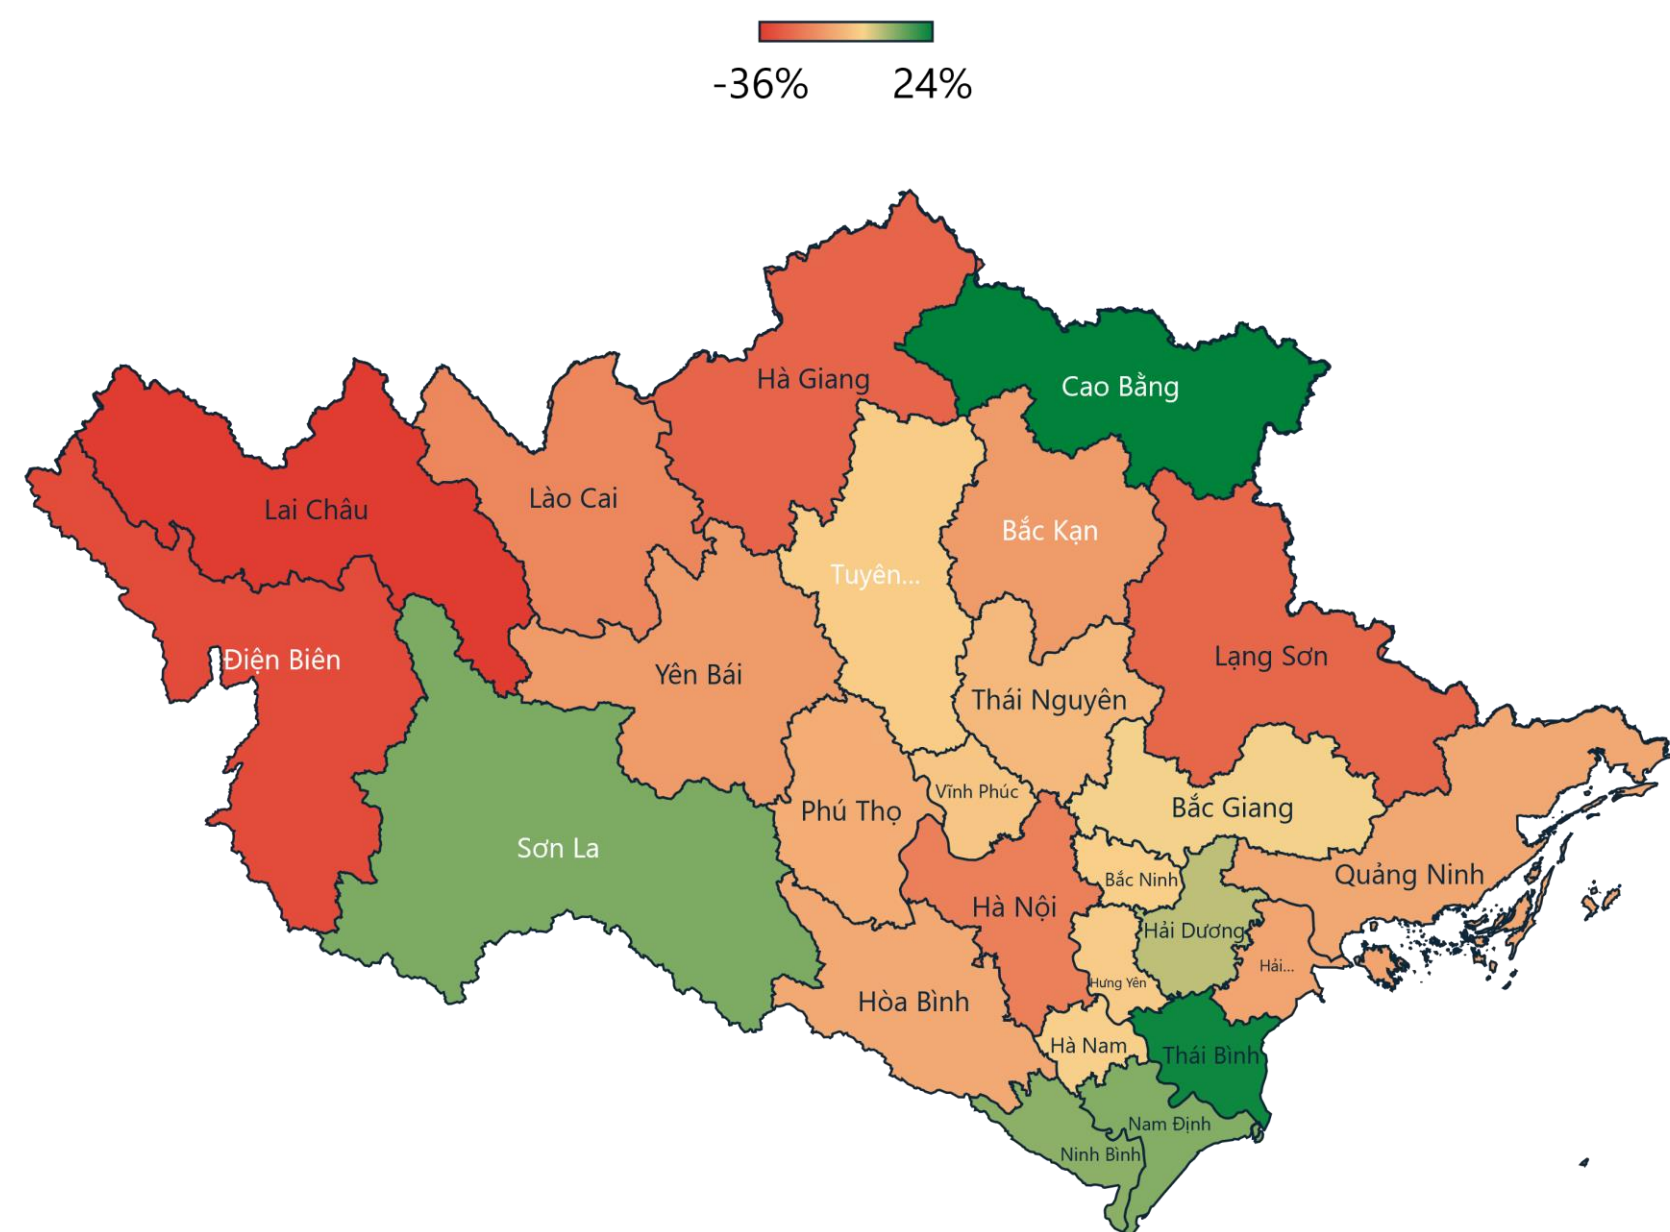 -36% 24%
Hà Giang
Cao Bằng
Lai Châu
Lào Cai
Bắc Kạn
Tuyên...
Điện Biên
Yên Bái
Lạng Sơn
Thái Nguyên
Vĩnh Phúc
Phú Thọ
Bắc Giang
Sơn La
Bắc Ninh
Quảng Ninh
Hà Nội
Hải Dương
Hải...
Hưng Yên
Hòa Bình
Hà Nam
Thái Bình
Nam Định
Ninh Bình